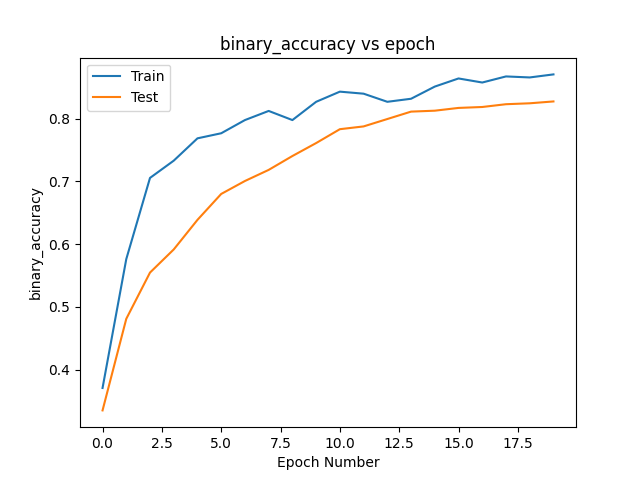 binary_accuracy vs epoch
Train
Test
0.8
0.7
0.6
0.5
0.4
binary_accuracy
0.0 2.5 5.0 7.5 10.0 12.5 15.0 17.5
Epoch Number